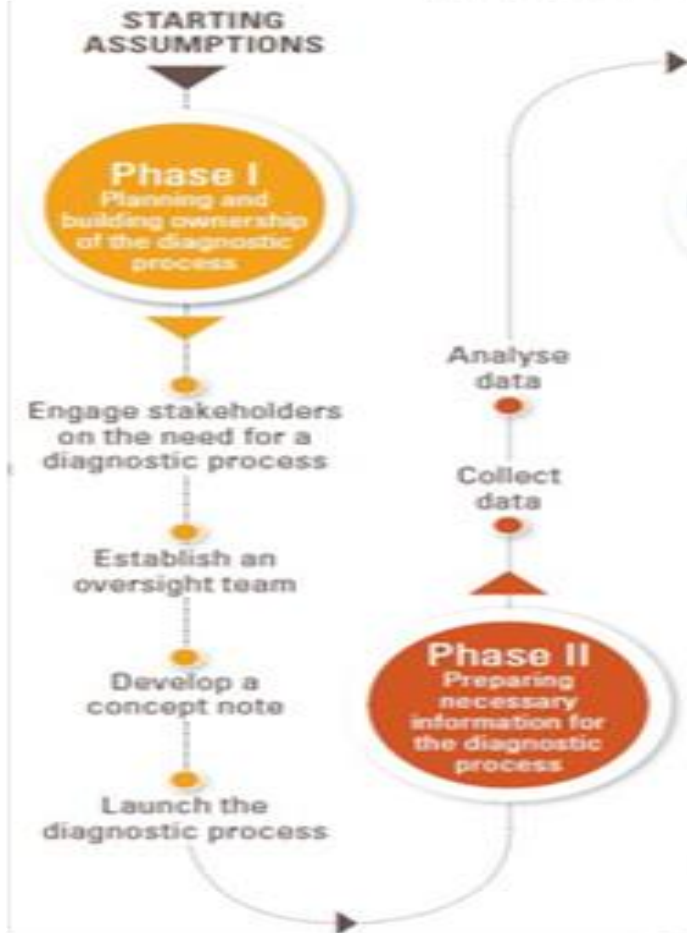 STARTING
ASSUMPTIONS
Phase I
Planning and
building ownership
of the diagnostic
process
Engage stakeholders
on the need for a
diagnostic process
Establish an
oversight team
Develop a
concept note
Launch the
diagnostic process
Phase II
Preparing
necessary
information for
the diagnostic
process
Collect
data
Analyse
data